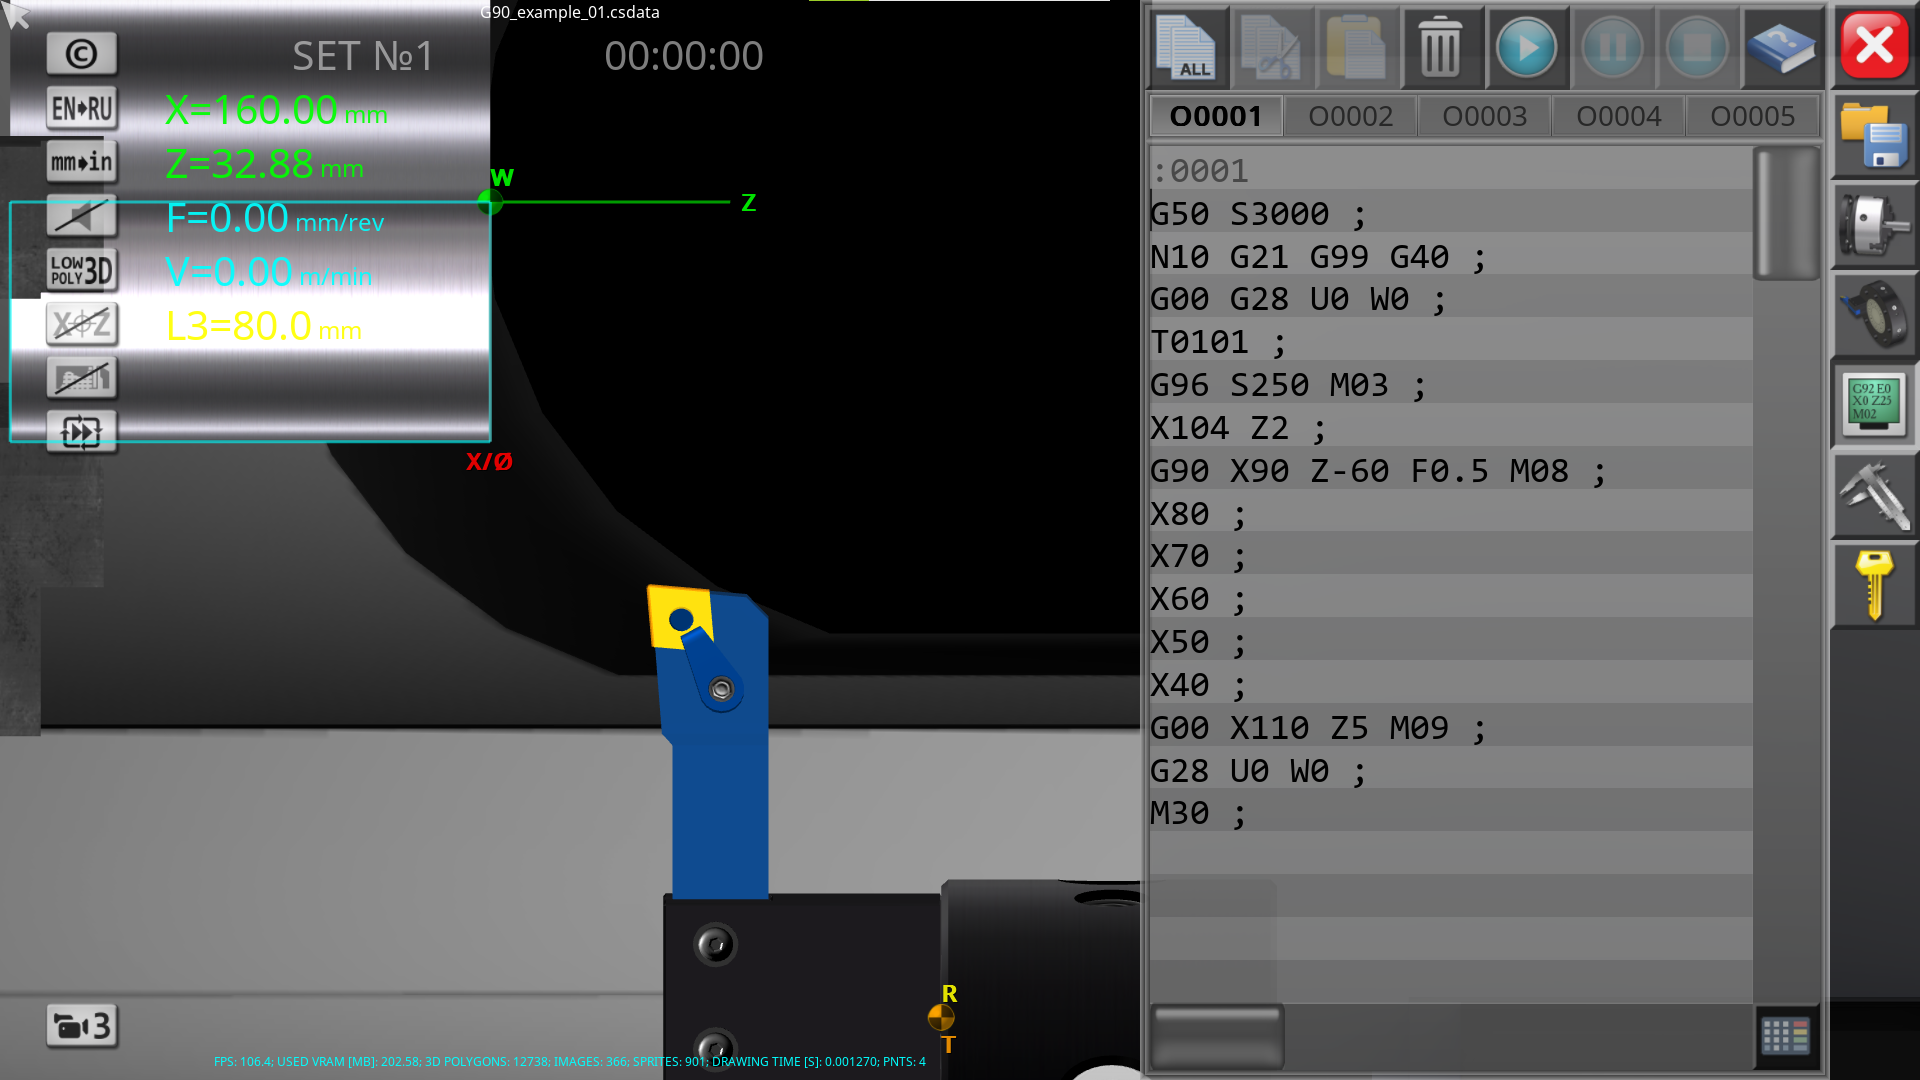 G90_example_01.csdata
SET №1
00:00:00
©
EN➧RU
X=160.00 mm
mm➧in
Z=32.88 mm
F=0.00 mm/rev
LOW POLY 3D
V=0.00 m/min
X Z
L3=80.0 mm
W
Z
X/Ø
R
T
3
FPS: 106.4; USED VRAM [MB]: 202.58; 3D POLYGONS: 12738; IMAGES: 366; SPRITES: 901; DRAWING TIME [S]: 0.001270; PNTS: 4
ALL
?
O0001 O0002 O0003 O0004 O0005
:0001
G50 S3000 ;
N10 G21 G99 G40 ;
G00 G28 U0 W0 ;
T0101 ;
G96 S250 M03 ;
X104 Z2 ;
G90 X90 Z-60 F0.5 M08 ;
X80 ;
X70 ;
X60 ;
X50 ;
X40 ;
G00 X110 Z5 M09 ;
G28 U0 W0 ;
M30 ;
G92 E0
X0 Z25
M02